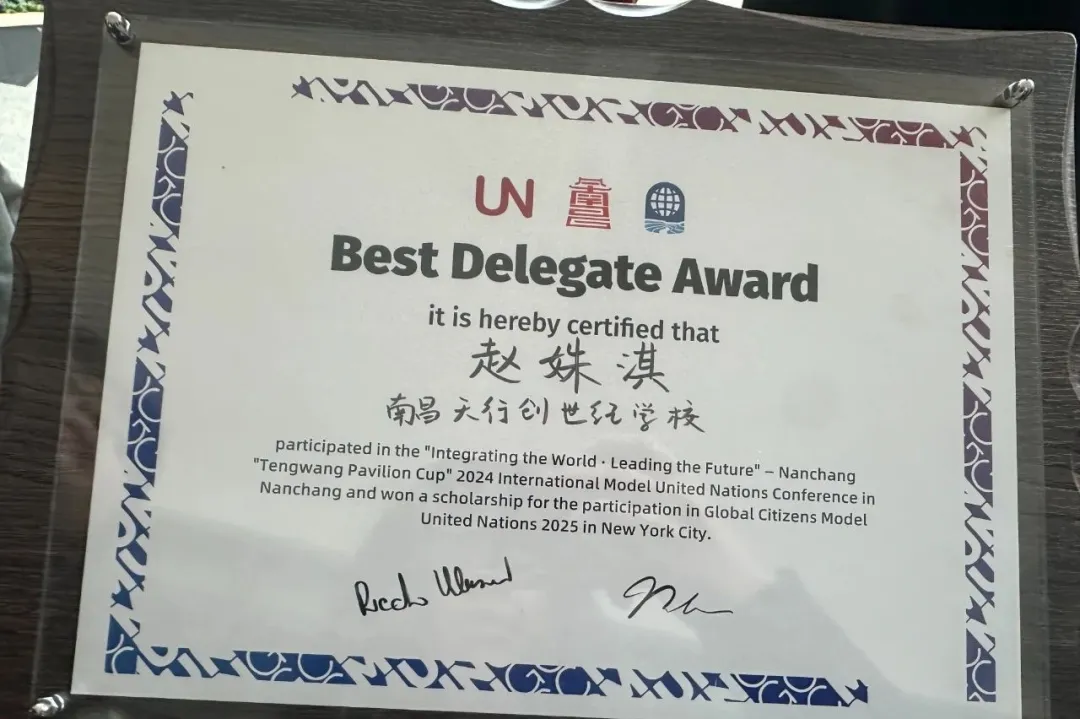 UN 南昌
Best Delegate Award
it is hereby certified that
赵姝淇
南昌天行创世纪学校
participated in the "Integrating the World · Leading the Future" – Nanchang
"Tengwang Pavilion Cup" 2024 International Model United Nations Conference in
Nanchang and won a scholarship for the participation in Global Citizens Model
United Nations 2025 in New York City.